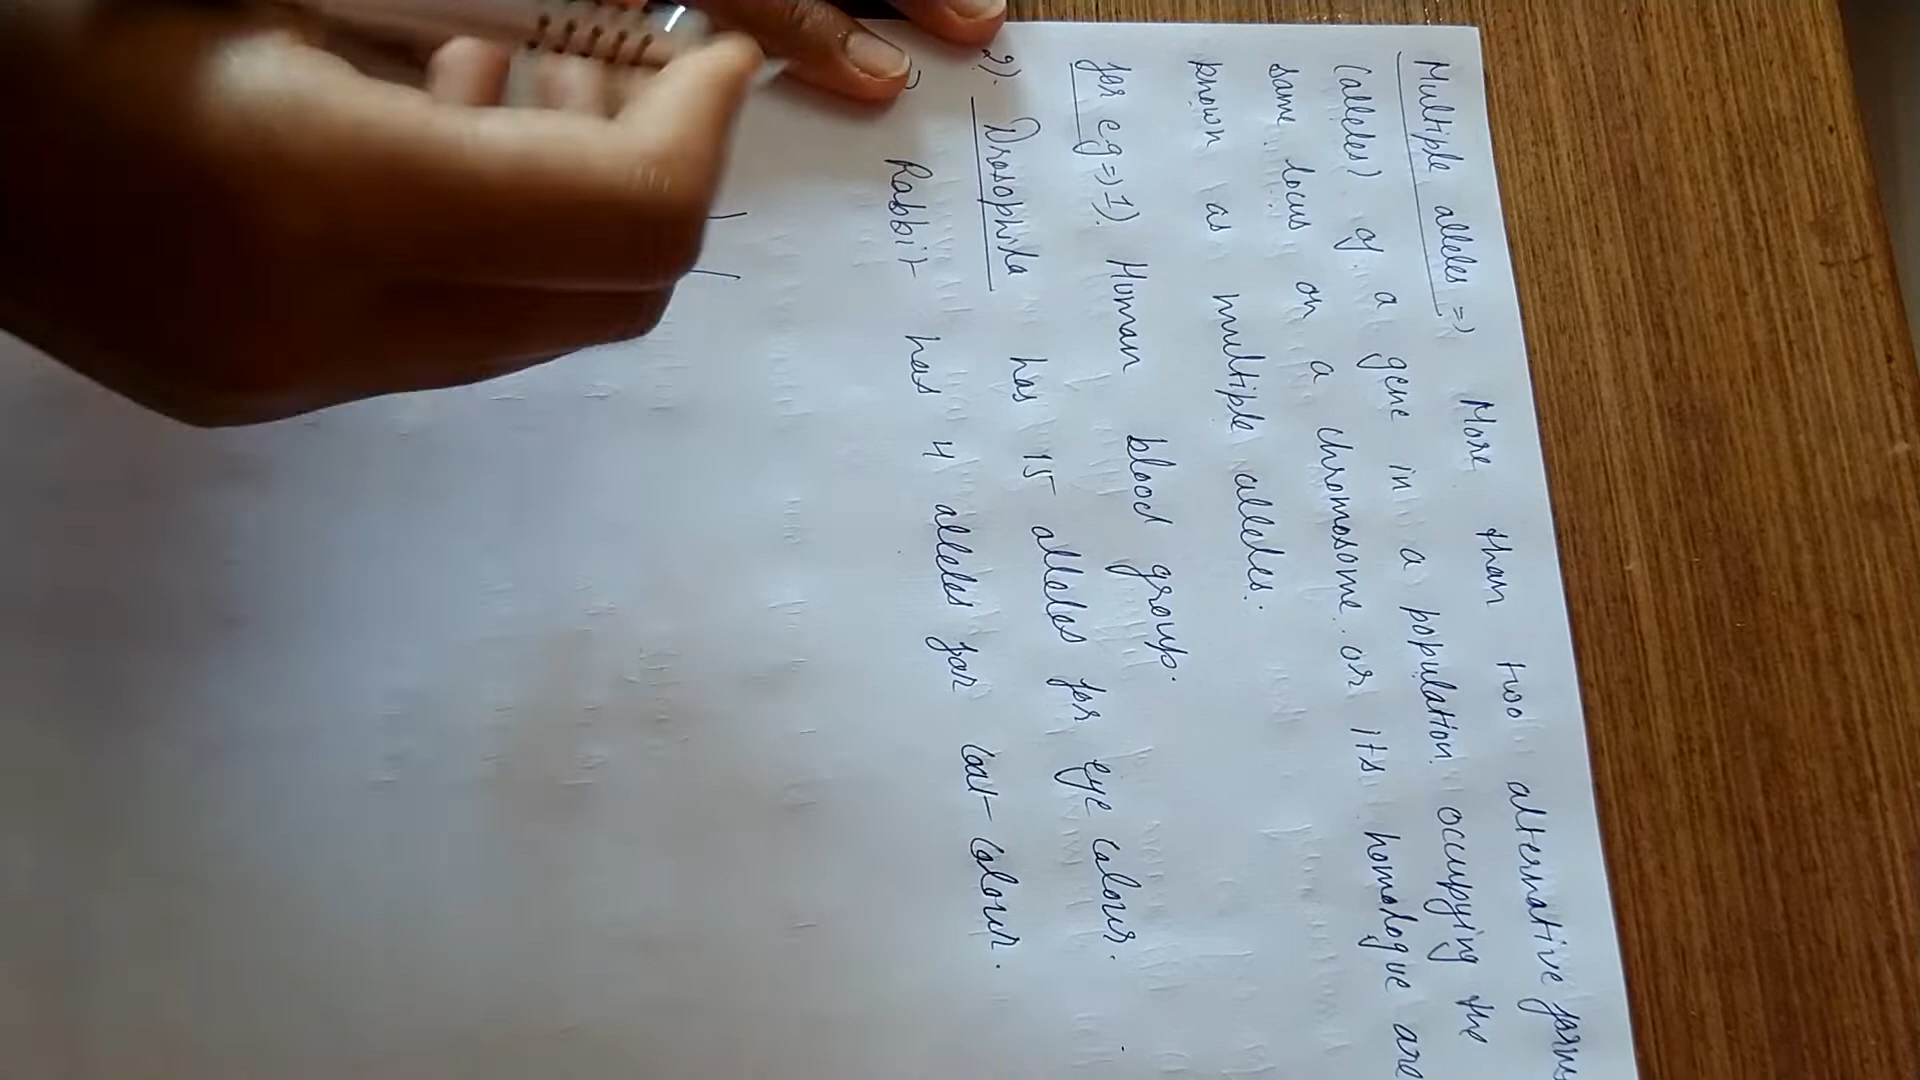 Multiple alleles => More than two alternative forms
(alleles) of a gene in a population occupying the
same locus on a chromosome or its homologue are
known as multiple alleles.
for eg => 1). Human blood group.
2). Drosophila has 15 alleles for eye colour.
Rabbit has 4 alleles for coat colour.